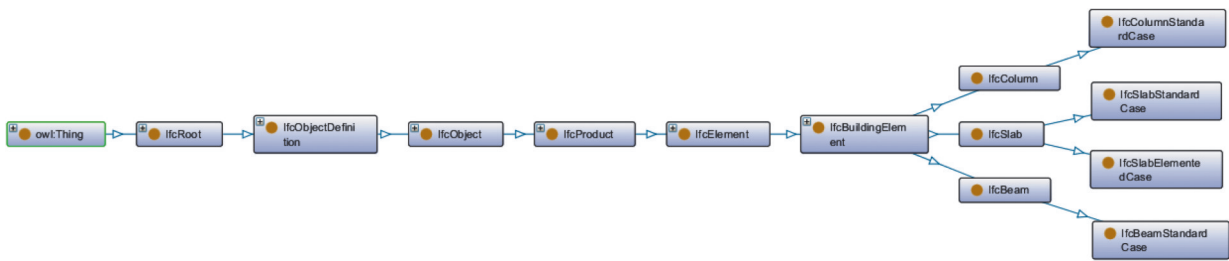 owl:Thing
IfcRoot
IfcObjectDefini
tion
IfcObject
IfcProduct
IfcElement
IfcBuildingElem
ent
IfcColumn
IfcColumnStanda
rdCase
IfcSlab
IfcSlabStandard
Case
IfcSlabElemente
dCase
IfcBeam
IfcBeamStandard
Case